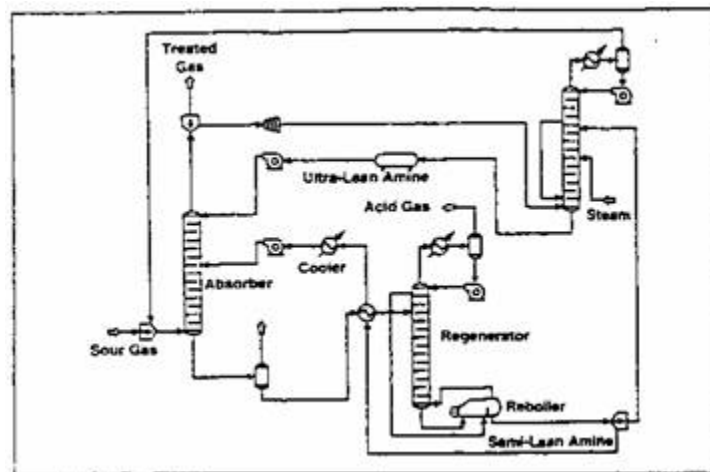 Treated
Gas
Ultra-Lean Amine
Steam
Acid Gas
Cooler
Absorber
Sour Gas
Regenerator
Reboiler
Semi-Lean Amine